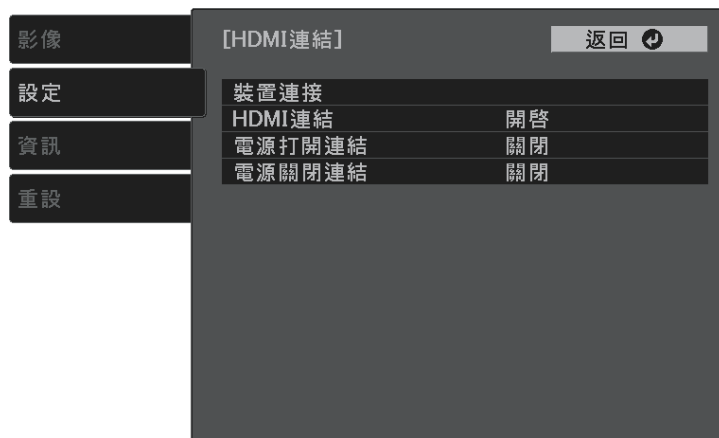 影像
設定
資訊
重設
[HDMI連結]
返回
裝置連接
HDMI連結 開啓
電源打開連結 關閉
電源關閉連結 關閉